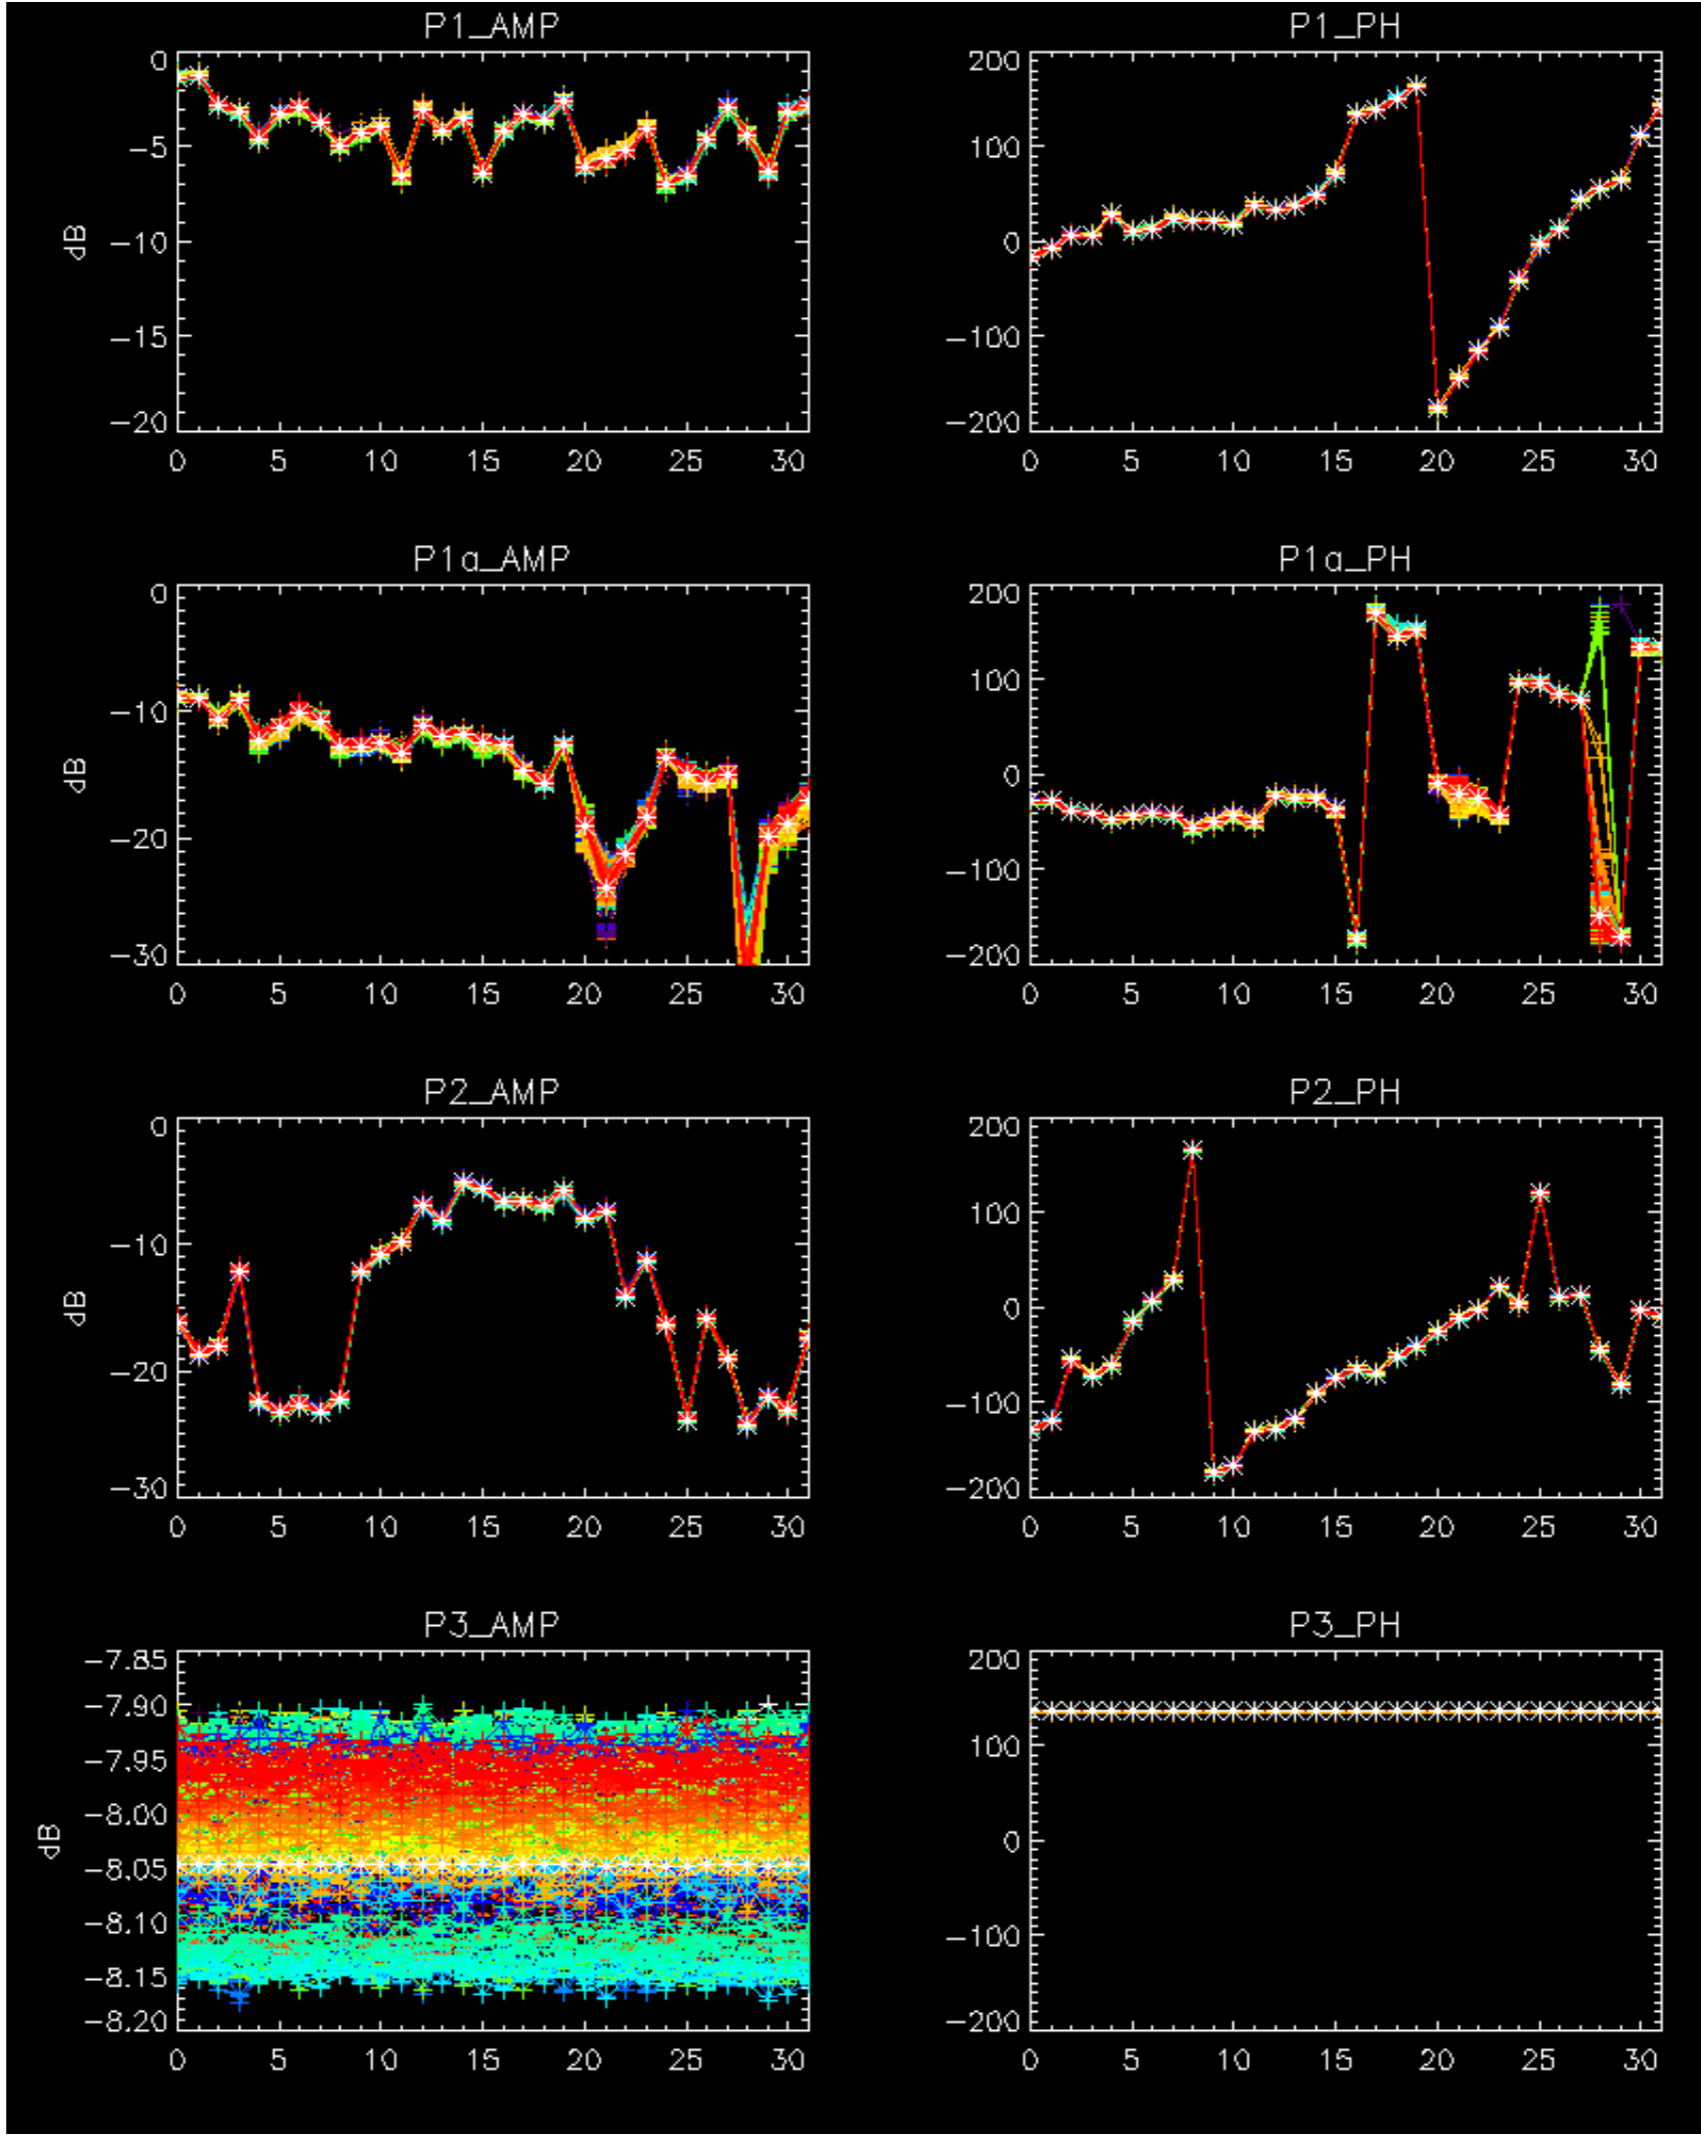 P1_AMP P1_PH
0 200
-5 100
dB -10 0
-15 -100
-20 -200
0 5 10 15 20 25 30 0 5 10 15 20 25 30
P1a_AMP P1a_PH
0 200
-10 100
dB 0
-20 -100
-30 -200
0 5 10 15 20 25 30 0 5 10 15 20 25 30
P2_AMP P2_PH
0 200
-10 100
dB 0
-20 -100
-30 -200
0 5 10 15 20 25 30 0 5 10 15 20 25 30
P3_AMP P3_PH
-7.85 200
-7.90
-7.95 100
-8.00
dB 0
-8.05
-8.10 -100
-8.15
-8.20 -200
0 5 10 15 20 25 30 0 5 10 15 20 25 30